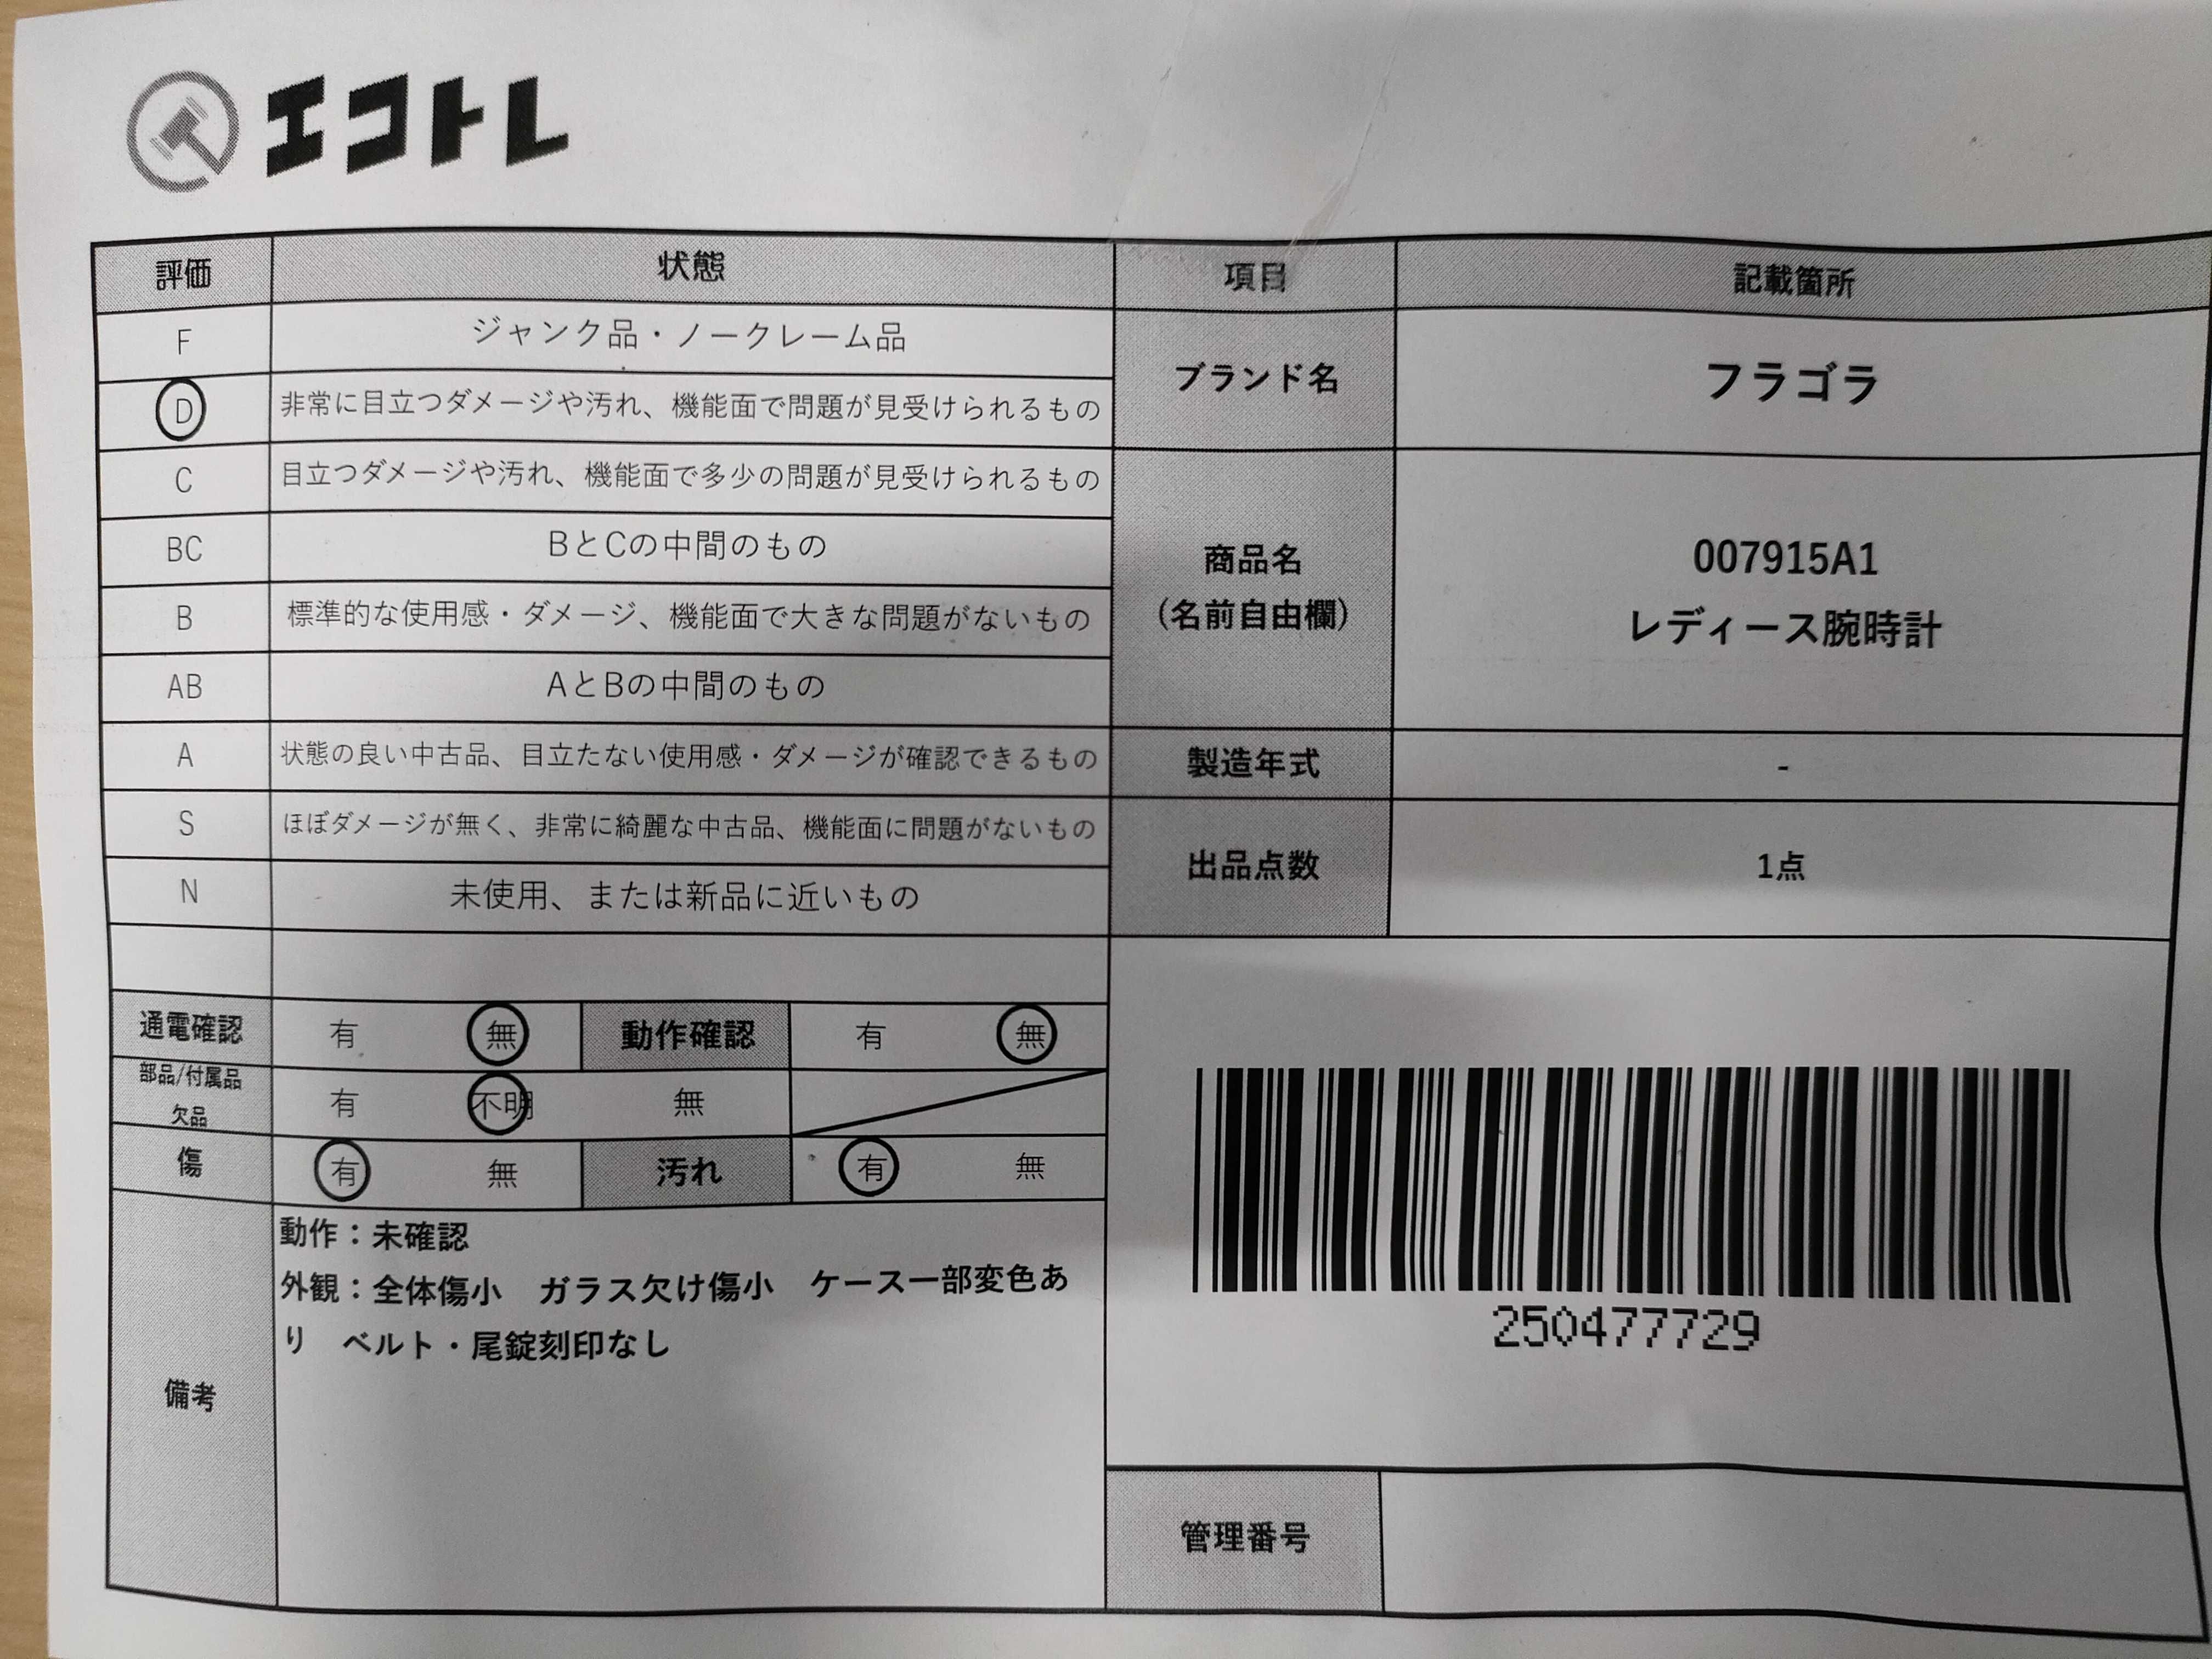 エコトレ
評価 状態
F ジャンク品・ノークレーム品
D 非常に目立つダメージや汚れ、機能面で問題が見受けられるもの
C 目立つダメージや汚れ、機能面で多少の問題が見受けられるもの
BC BとCの中間のもの
B 標準的な使用感・ダメージ、機能面で大きな問題がないもの
AB AとBの中間のもの
A 状態の良い中古品、目立たない使用感・ダメージが確認できるもの
S ほぼダメージが無く、非常に綺麗な中古品、機能面に問題がないもの
N 未使用、または新品に近いもの
通電確認 有 無 動作確認 有 無
部品/付属品
欠品 有 不明 無
傷 有 無 汚れ 有 無
備考
動作：未確認
外観：全体傷小 ガラス欠け傷小 ケース一部変色あ
り ベルト・尾錠刻印なし
項目 記載箇所
ブランド名 フラゴラ
商品名
(名前自由欄)
007915A1
レディース腕時計
製造年式 -
出品点数 1点
250477729
管理番号